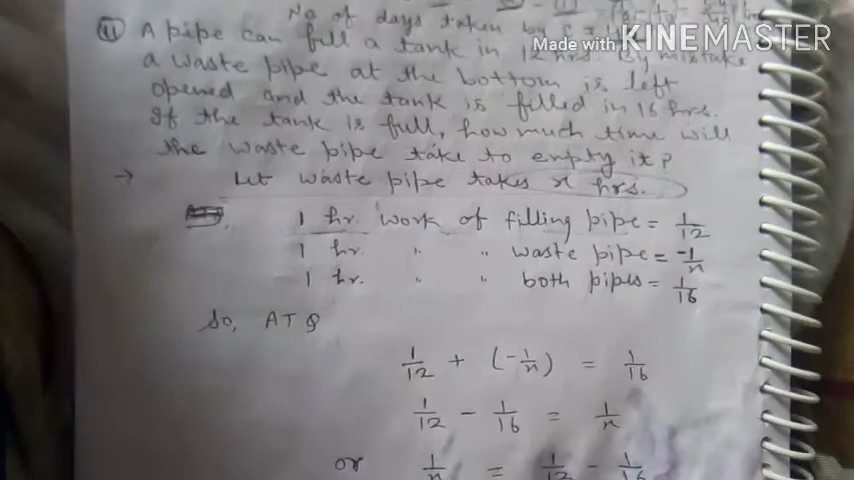 No of days taken by
Made with KINEMASTER
(11) A pipe can fill a tank in 12 hrs. By mistake
a waste pipe at the bottom is left
opened and the tank is filled in 16 hrs.
If the tank is full, how much time will
the waste pipe take to empty it?
→ Let waste pipe takes x hrs.
1 hr. work of filling pipe = 1/12
1 hr. " " waste pipe = -1/x
1 hr. " " both pipes = 1/16
So, ATQ
1/12 + (-1/x) = 1/16
1/12 - 1/16 = 1/x
or 1/x = 1/12 - 1/16